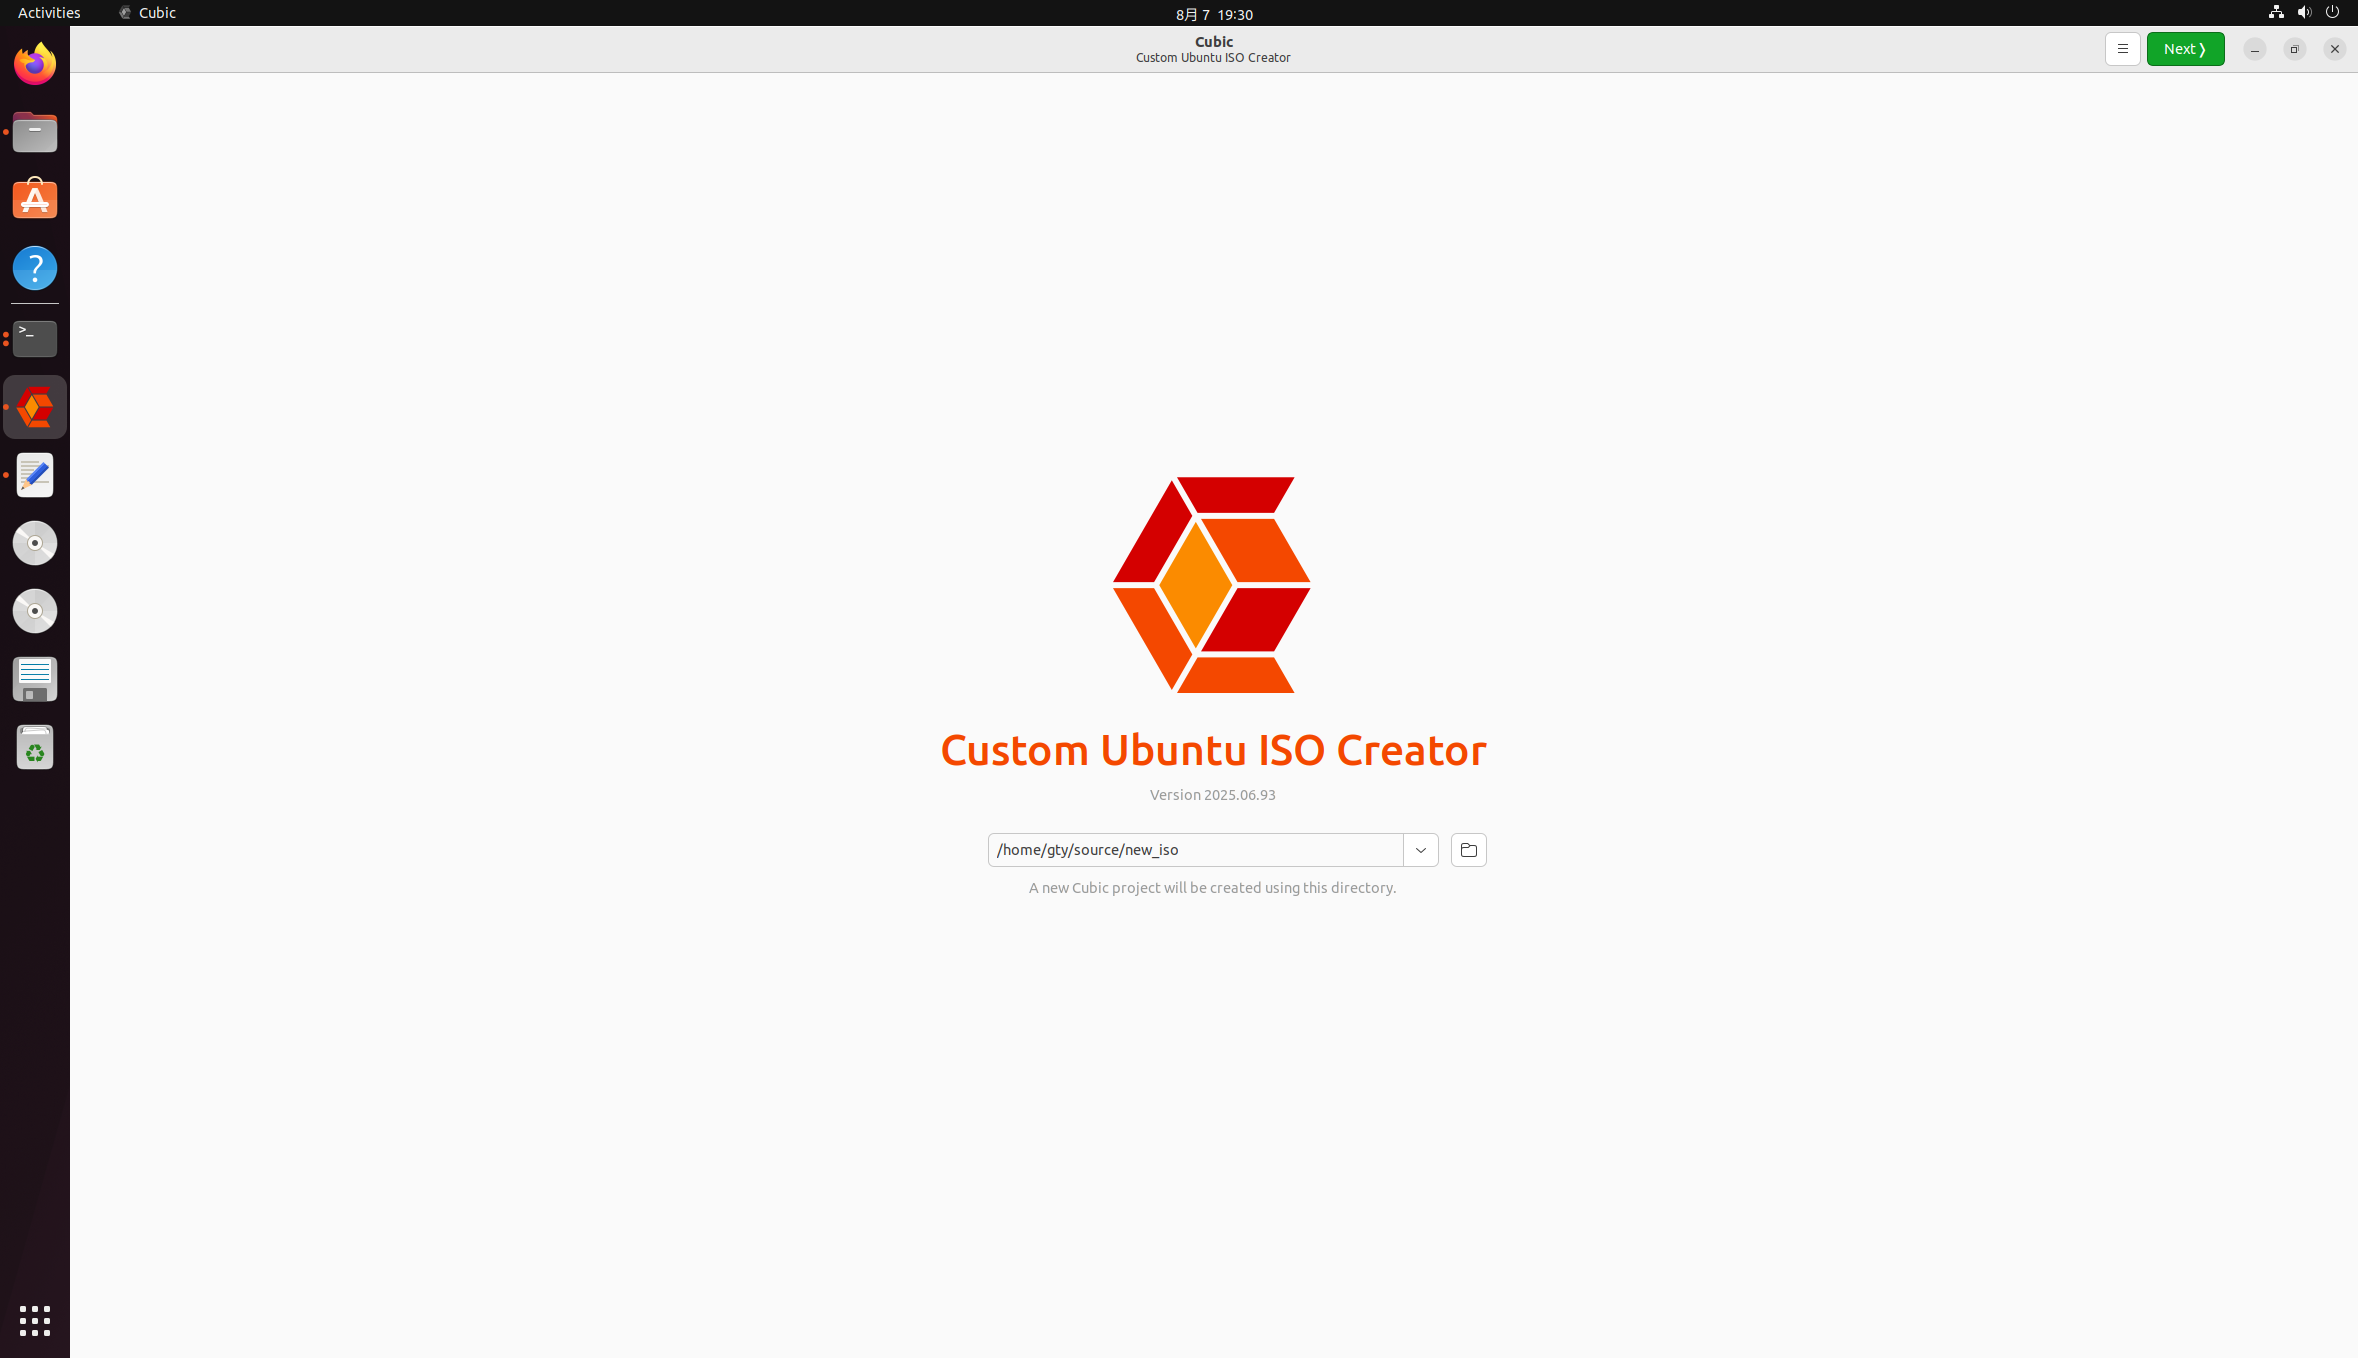 Activities
Cubic
8月 7 19:30
Cubic
Custom Ubuntu ISO Creator
Next ❭
Custom Ubuntu ISO Creator
Version 2025.06.93
/home/gty/source/new_iso
A new Cubic project will be created using this directory.